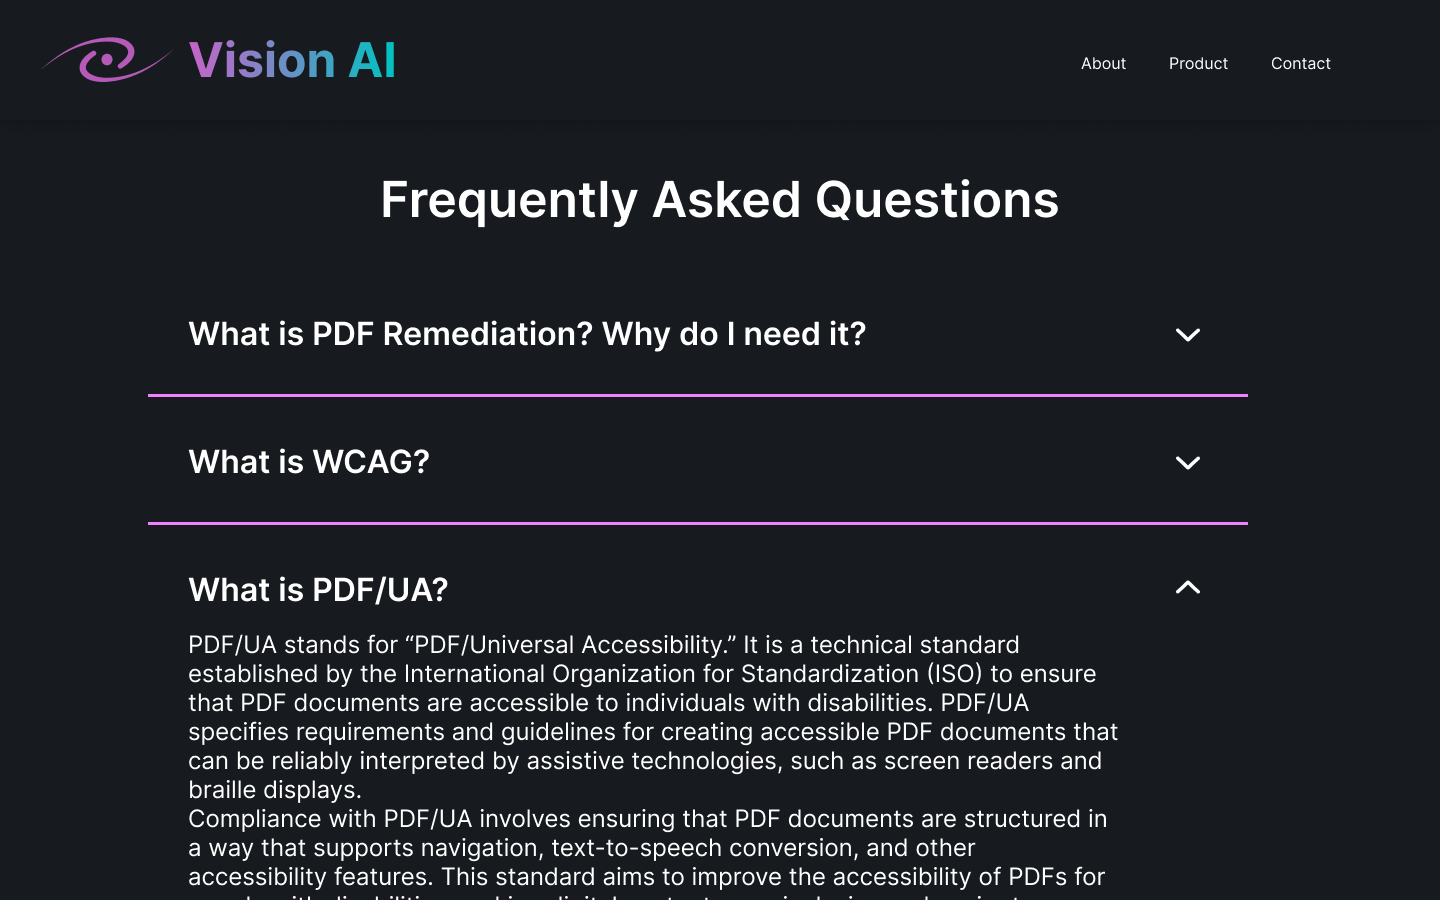 Vision AI
About
Product
Contact
Frequently Asked Questions
What is PDF Remediation? Why do I need it?
What is WCAG?
What is PDF/UA?
PDF/UA stands for “PDF/Universal Accessibility.” It is a technical standard
established by the International Organization for Standardization (ISO) to ensure
that PDF documents are accessible to individuals with disabilities. PDF/UA
specifies requirements and guidelines for creating accessible PDF documents that
can be reliably interpreted by assistive technologies, such as screen readers and
braille displays.
Compliance with PDF/UA involves ensuring that PDF documents are structured in
a way that supports navigation, text-to-speech conversion, and other
accessibility features. This standard aims to improve the accessibility of PDFs for